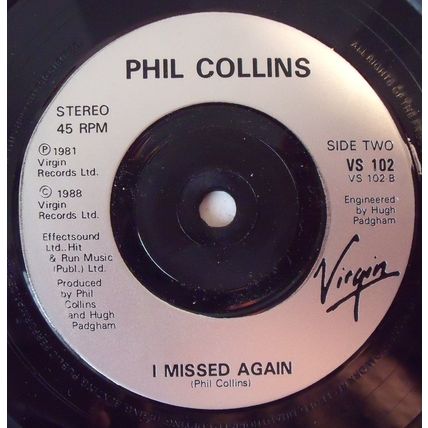 PHIL COLLINS
STEREO
45 RPM
Ⓟ 1981
Virgin
Records Ltd.
© 1988
Virgin
Records Ltd.
Effectsound
Ltd., Hit
& Run Music
(Publ.) Ltd.
Produced
by Phil
Collins
and Hugh
Padgham
SIDE TWO
VS 102
VS 102-B
Engineered
by Hugh
Padgham
Virgin
I MISSED AGAIN
(Phil Collins)
ALL RIGHTS OF THE